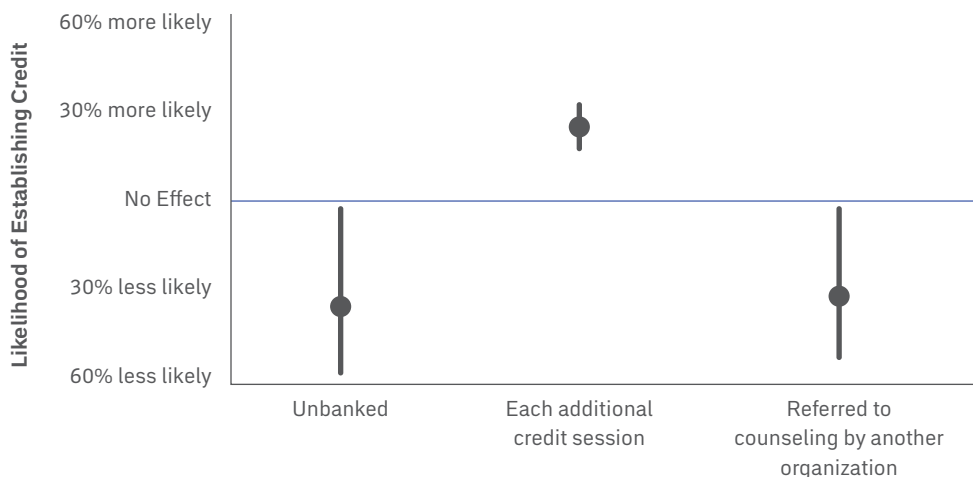 Likelihood of Establishing Credit
60% more likely
30% more likely
No Effect
30% less likely
60% less likely
Unbanked
Each additional
credit session
Referred to
counseling by another
organization